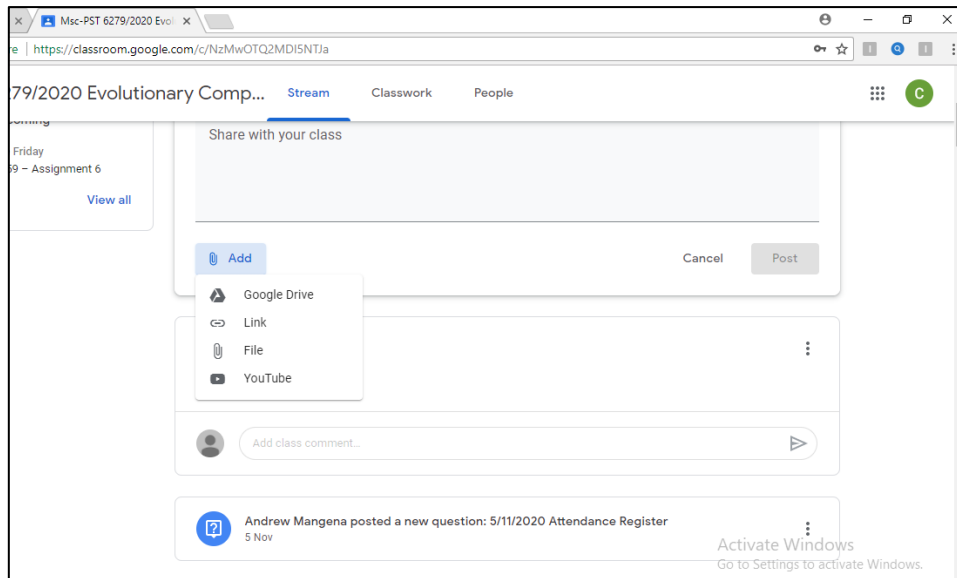 Msc-PST 6279/2020 Evol
re | https://classroom.google.com/c/NzMwOTQ2MDI5NTJa
279/2020 Evolutionary Comp...
Stream
Classwork
People
C
Friday
59 – Assignment 6
View all
Share with your class
Add
Cancel
Post
Google Drive
Link
File
YouTube
Add class comment...
Andrew Mangena posted a new question: 5/11/2020 Attendance Register
5 Nov
Activate Windows
Go to Settings to activate Windows.